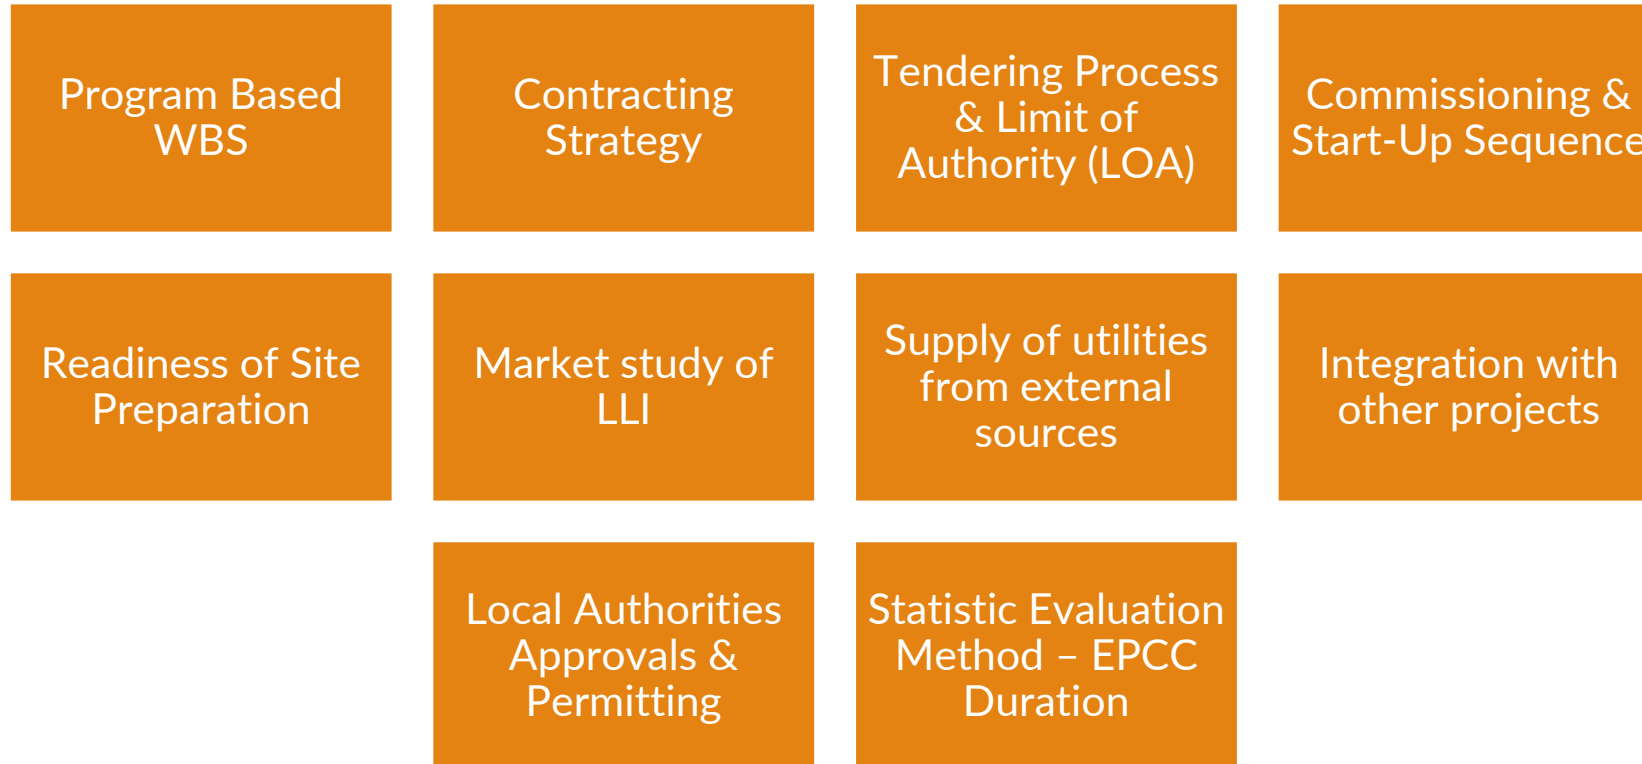 Program Based
WBS
Contracting
Strategy
Tendering Process
& Limit of
Authority (LOA)
Commissioning &
Start-Up Sequence
Readiness of Site
Preparation
Market study of
LLI
Supply of utilities
from external
sources
Integration with
other projects
Local Authorities
Approvals &
Permitting
Statistic Evaluation
Method – EPCC
Duration